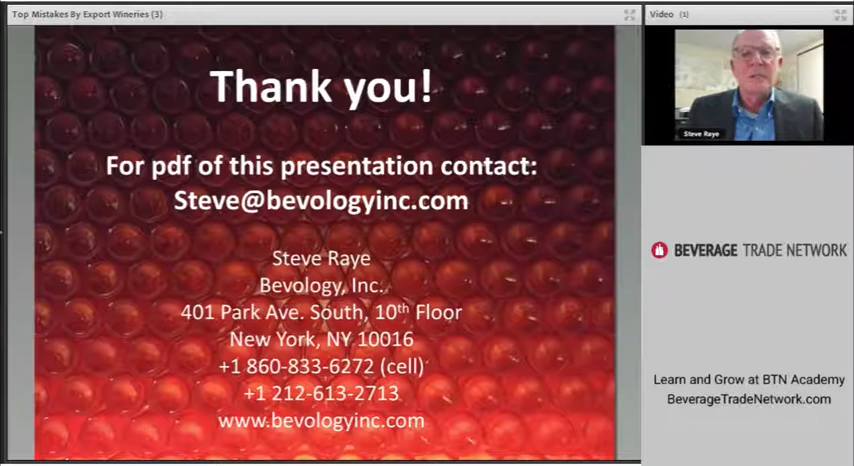 Top Mistakes By Export Wineries (3)
Video (1)
Thank you!
For pdf of this presentation contact:
Steve@bevologyinc.com
Steve Raye
Bevology, Inc.
401 Park Ave. South, 10th Floor
New York, NY 10016
+1 860-833-6272 (cell)
+1 212-613-2713
www.bevologyinc.com
Steve Raye
BEVERAGE TRADE NETWORK
Learn and Grow at BTN Academy
BeverageTradeNetwork.com